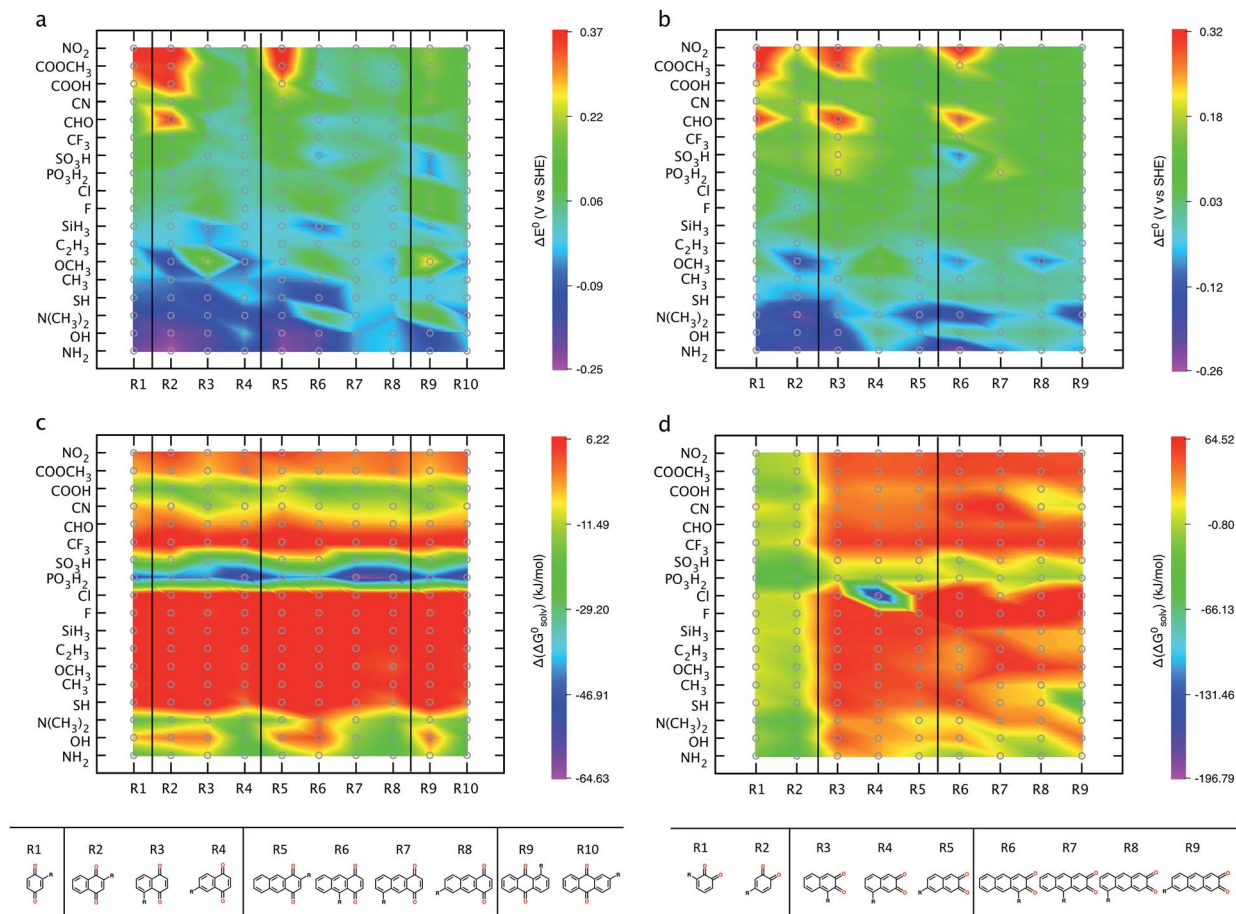 a
NO2
COOCH3
COOH
CN
CHO
CF3
SO3H
PO3H2
Cl
F
SiH3
C2H3
OCH3
CH3
SH
N(CH3)2
OH
NH2
R1 R2 R3 R4 R5 R6 R7 R8 R9 R10
0.37
0.22
0.06
-0.09
-0.25
ΔE0 (V vs SHE)
b
NO2
COOCH3
COOH
CN
CHO
CF3
SO3H
PO3H2
Cl
F
SiH3
C2H3
OCH3
CH3
SH
N(CH3)2
OH
NH2
R1 R2 R3 R4 R5 R6 R7 R8 R9
0.32
0.18
0.03
-0.12
-0.26
ΔE0 (V vs SHE)
c
NO2
COOCH3
COOH
CN
CHO
CF3
SO3H
PO3H2
Cl
F
SiH3
C2H3
OCH3
CH3
SH
N(CH3)2
OH
NH2
R1 R2 R3 R4 R5 R6 R7 R8 R9 R10
6.22
-11.49
-29.20
-46.91
-64.63
Δ(ΔG0solv) (kJ/mol)
d
NO2
COOCH3
COOH
CN
CHO
CF3
SO3H
PO3H2
Cl
F
SiH3
C2H3
OCH3
CH3
SH
N(CH3)2
OH
NH2
R1 R2 R3 R4 R5 R6 R7 R8 R9
64.52
-0.80
-66.13
-131.46
-196.79
Δ(ΔG0solv) (kJ/mol)
R1 R2 R3 R4 R5 R6 R7 R8 R9 R10
R1 R2 R3 R4 R5 R6 R7 R8 R9